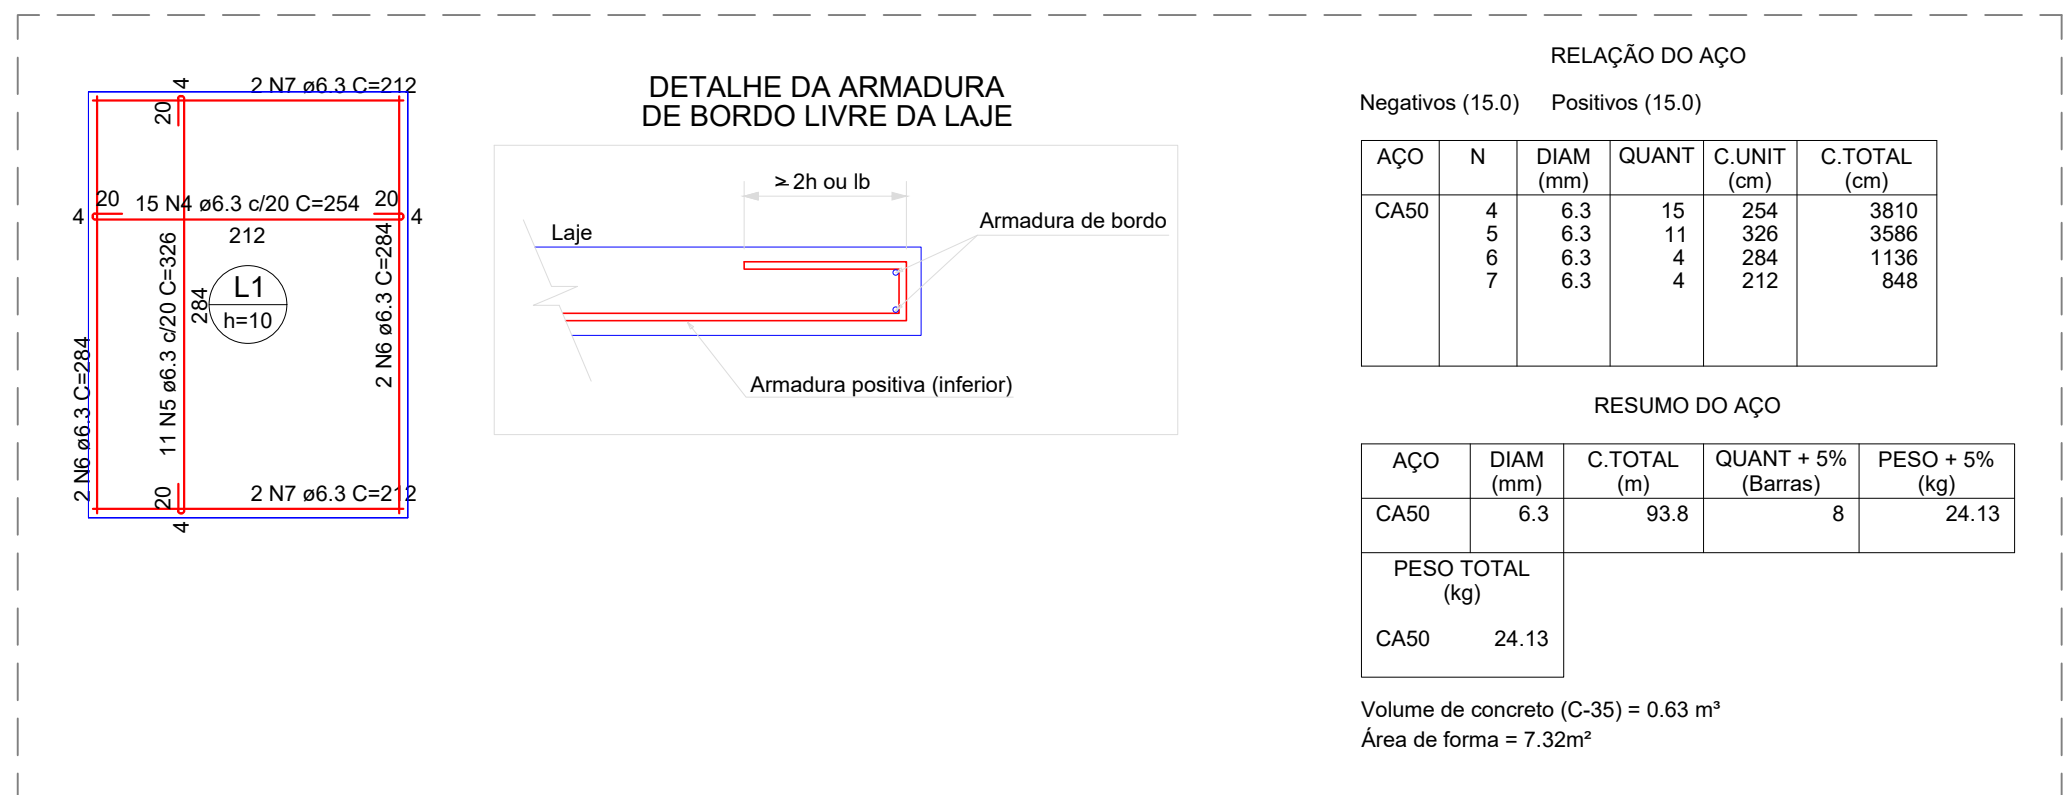 2 N7 ø6.3 C=212
4
20
20
15 N4 ø6.3 c/20 C=254
20
4
4
212
11 N5 ø6.3 c/20 C=326
284
L1
h=10
2 N6 ø6.3 C=284
2 N6 ø6.3 C=284
20
4
2 N7 ø6.3 C=212
DETALHE DA ARMADURA
DE BORDO LIVRE DA LAJE
≥ 2h ou lb
Armadura de bordo
Laje
Armadura positiva (inferior)
RELAÇÃO DO AÇO
Negativos (15.0) Positivos (15.0)
AÇO N DIAM QUANT C.UNIT C.TOTAL
(mm) (cm) (cm)
CA50 4 6.3 15 254 3810
5 6.3 11 326 3586
6 6.3 4 284 1136
7 6.3 4 212 848
RESUMO DO AÇO
AÇO DIAM C.TOTAL QUANT + 5% PESO + 5%
(mm) (m) (Barras) (kg)
CA50 6.3 93.8 8 24.13
PESO TOTAL
(kg)
CA50 24.13
Volume de concreto (C-35) = 0.63 m³
Área de forma = 7.32m²